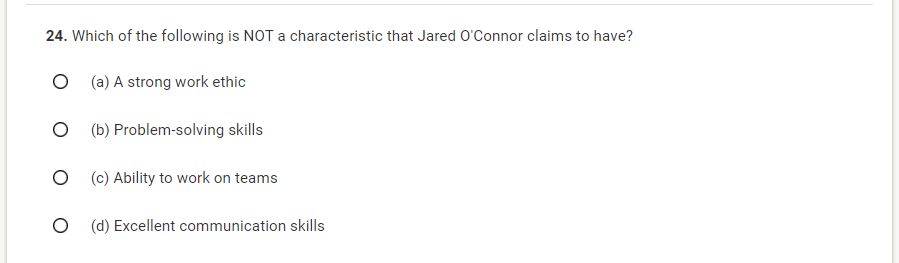 24. Which of the following is NOT a characteristic that Jared O'Connor claims to have?
(a) A strong work ethic
(b) Problem-solving skills
(c) Ability to work on teams
(d) Excellent communication skills